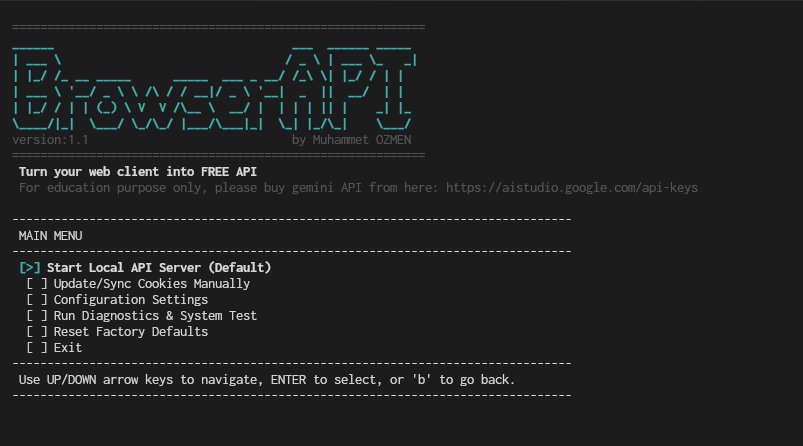 BrowserAPI
version:1.1 by Muhammet OZMEN
Turn your web client into FREE API
For education purpose only, please buy gemini API from here: https://aistudio.google.com/api-keys
MAIN MENU
[>] Start Local API Server (Default)
[ ] Update/Sync Cookies Manually
[ ] Configuration Settings
[ ] Run Diagnostics & System Test
[ ] Reset Factory Defaults
[ ] Exit
Use UP/DOWN arrow keys to navigate, ENTER to select, or 'b' to go back.